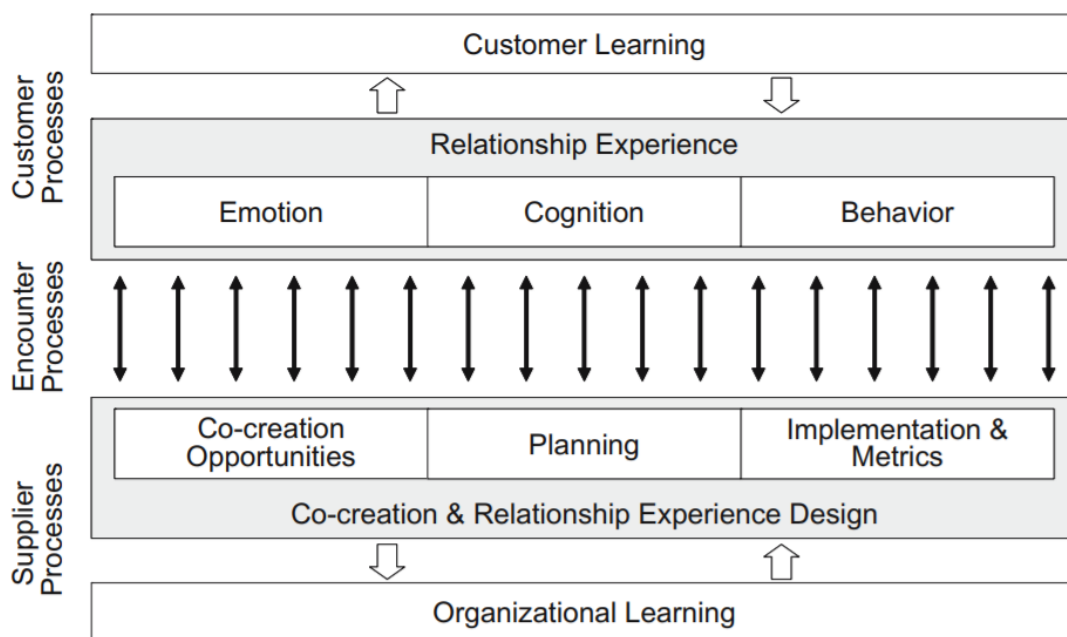 Customer Learning
Customer
Processes
Relationship Experience
Emotion
Cognition
Behavior
Encounter
Processes
Co-creation
Opportunities
Planning
Implementation &
Metrics
Supplier
Processes
Co-creation & Relationship Experience Design
Organizational Learning